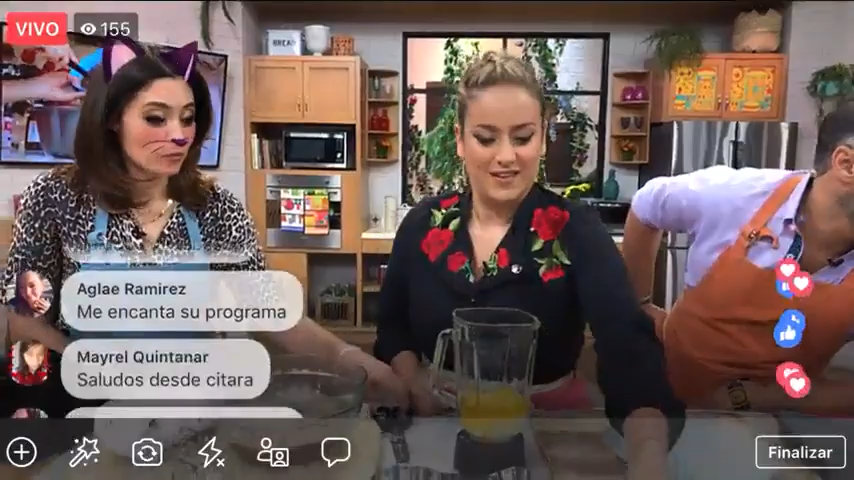 VIVO
155
BREAD
Aglae Ramirez
Me encanta su programa
Mayrel Quintanar
Saludos desde citara
Finalizar